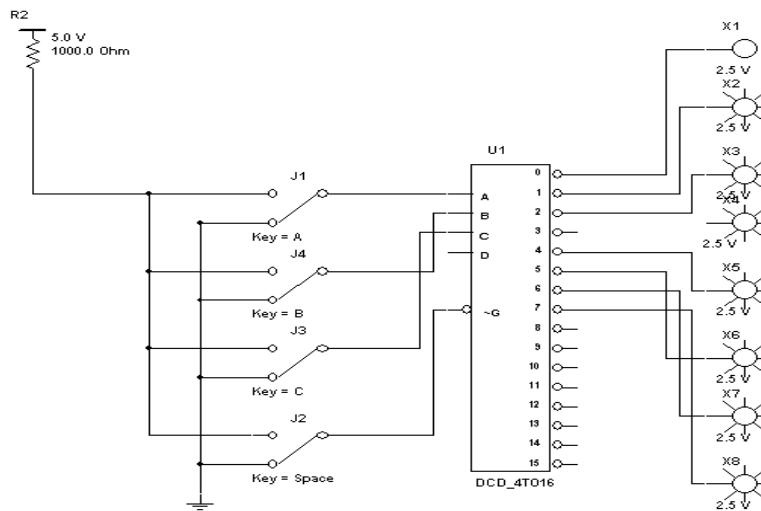 R2
5.0 V
1000.0 Ohm
J1
Key = A
J4
Key = B
J3
Key = C
J2
Key = Space
U1
A
B
C
D
~G
0
1
2
3
4
5
6
7
8
9
10
11
12
13
14
15
DCD_4TO16
X1
2.5 V
X2
2.5 V
X3
2.5 V
X4
2.5 V
X5
2.5 V
X6
2.5 V
X7
2.5 V
X8
2.5 V